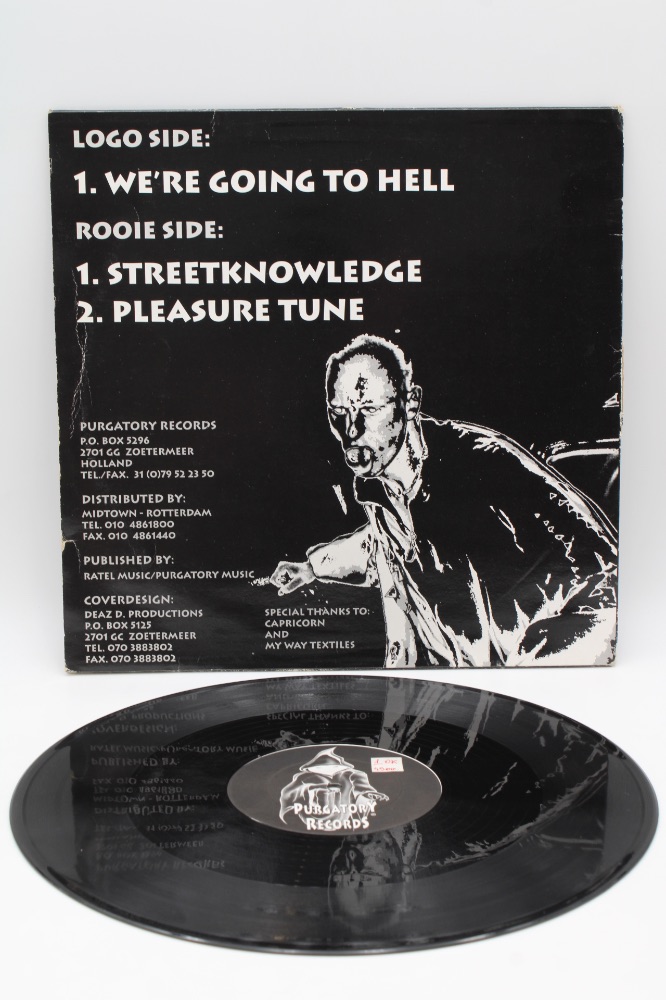 LOGO SIDE:
1. WE'RE GOING TO HELL
ROOIE SIDE:
1. STREETKNOWLEDGE
2. PLEASURE TUNE
PURGATORY RECORDS
P.O. BOX 5296
2701 GG ZOETERMEER
HOLLAND
TEL./FAX. 31 (0)79 52 23 50
DISTRIBUTED BY:
MIDTOWN - ROTTERDAM
TEL. 010 4861800
FAX. 010 4861440
PUBLISHED BY:
RATEL MUSIC/PURGATORY MUSIC
COVERDESIGN:
DEAZ D. PRODUCTIONS
P.O. BOX 5125
2701 GC ZOETERMEER
TEL. 070 3883802
FAX. 070 3883802
SPECIAL THANKS TO:
CAPRICORN
AND
MY WAY TEXTILES
PURGATORY
RECORDS